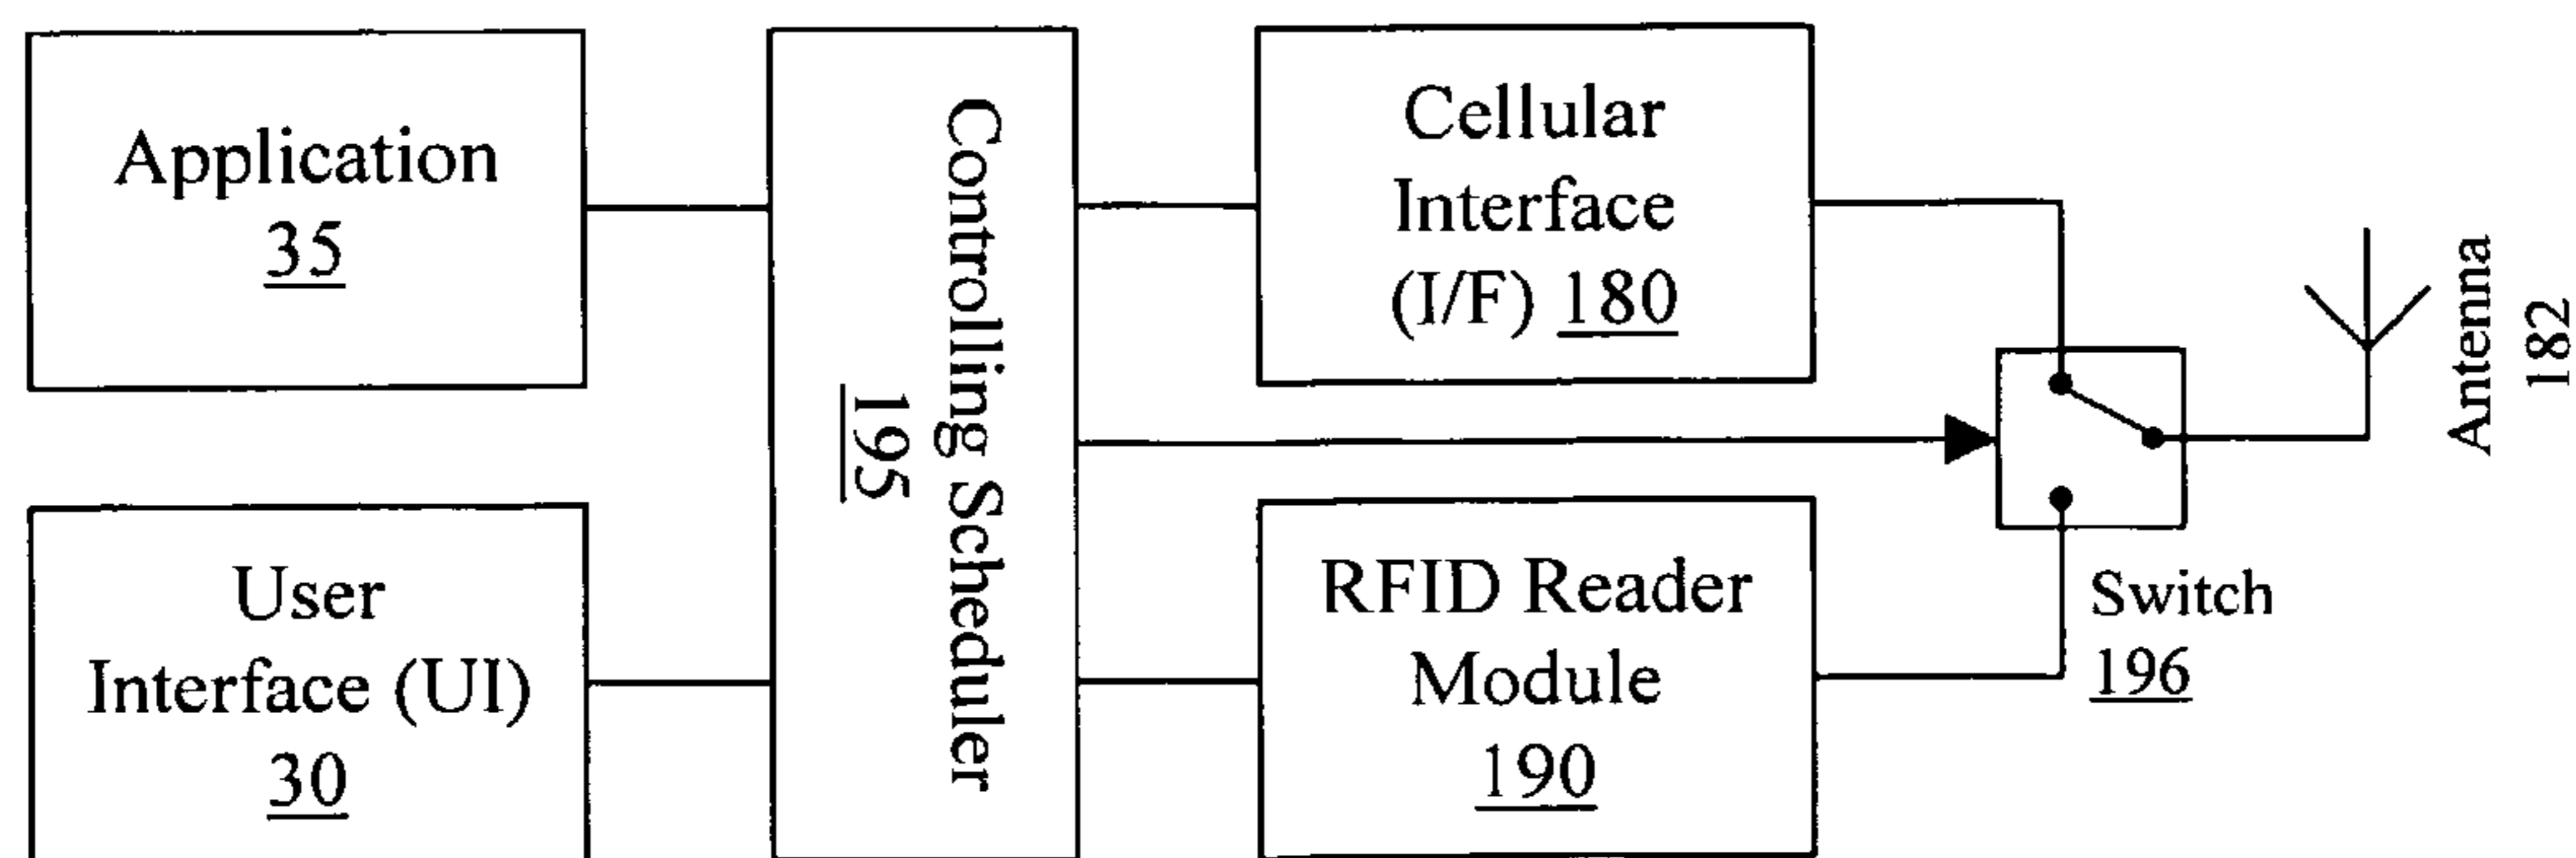 Application
35
User
Interface (UI)
30
Controlling Scheduler
195
Cellular
Interface
(I/F) 180
RFID Reader
Module
190
Switch
196
Antenna
182